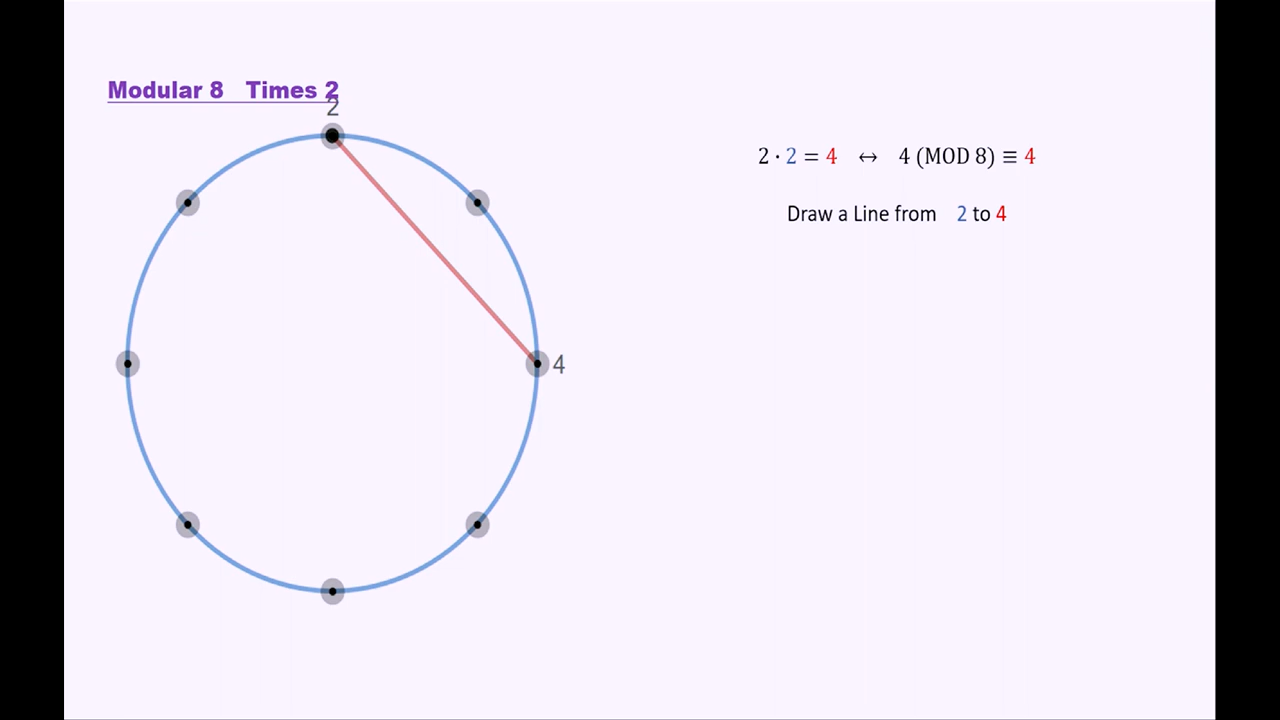 Modular 8 Times 2
2
2 · 2 = 4 ↔ 4 (MOD 8) ≡ 4
Draw a Line from 2 to 4
4